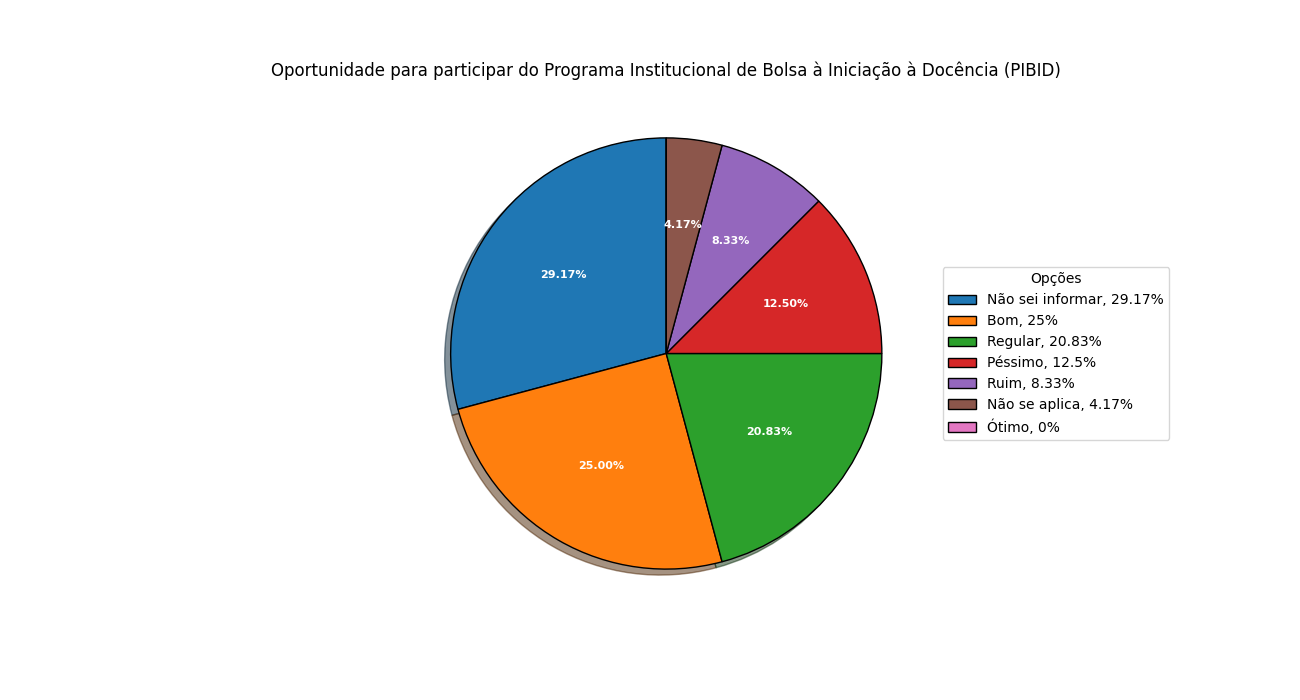 Oportunidade para participar do Programa Institucional de Bolsa à Iniciação à Docência (PIBID)
4.17%
8.33%
29.17%
12.50%
20.83%
25.00%
Opções
Não sei informar, 29.17%
Bom, 25%
Regular, 20.83%
Péssimo, 12.5%
Ruim, 8.33%
Não se aplica, 4.17%
Ótimo, 0%